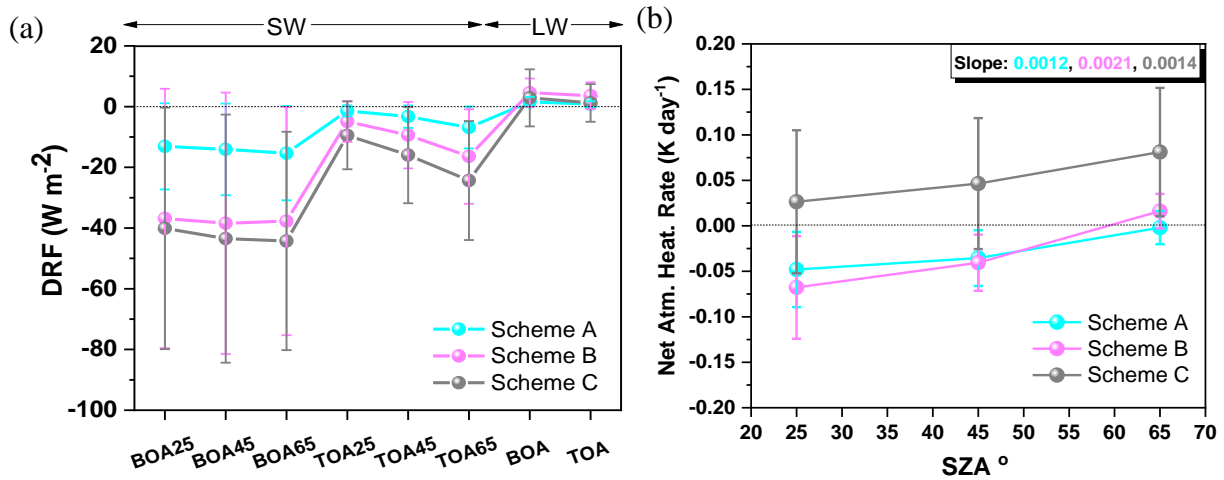 (a)
SW
LW
DRF (W m-2)
20
0
-20
-40
-60
-80
-100
Scheme A
Scheme B
Scheme C
BOA25
BOA45
BOA65
TOA25
TOA45
TOA65
BOA
TOA
(b)
Net Atm. Heat. Rate (K day-1)
0.20
0.15
0.10
0.05
0.00
-0.05
-0.10
-0.15
-0.20
Slope: 0.0012, 0.0021, 0.0014
Scheme A
Scheme B
Scheme C
20 25 30 35 40 45 50 55 60 65 70
SZA º